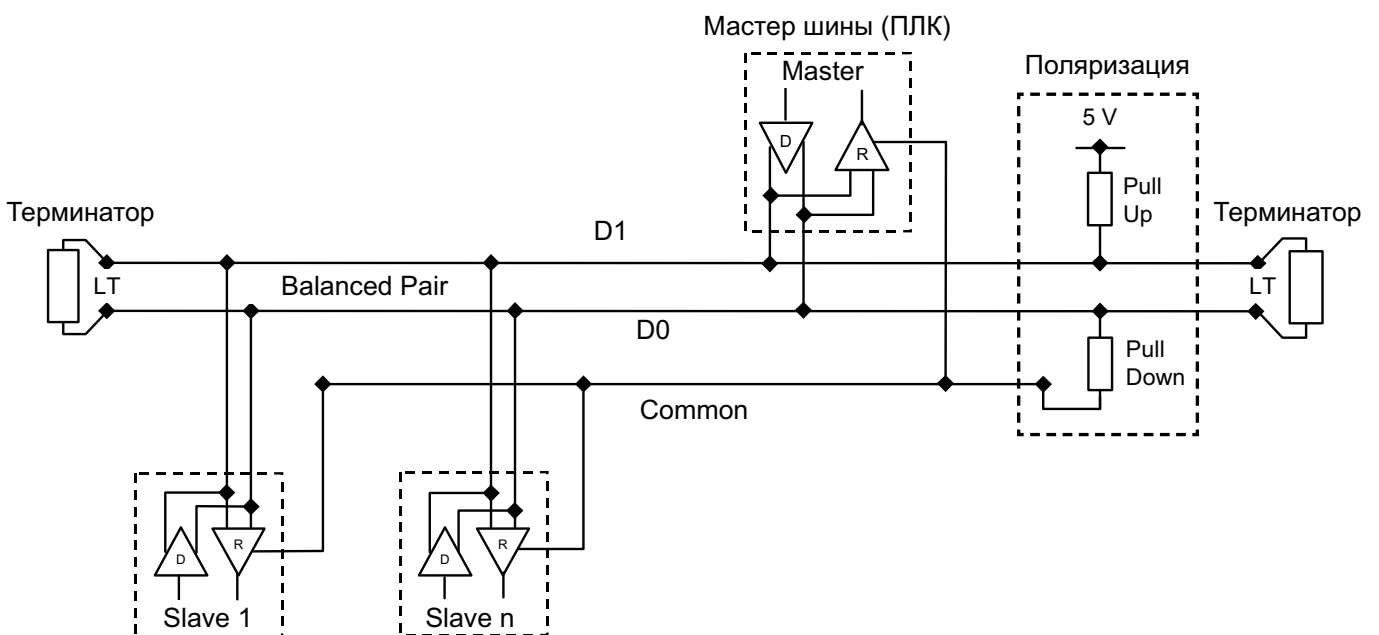 Мастер шины (ПЛК)
Master
Поляризация
5 V
D
R
Pull
Up
Терминатор
Терминатор
D1
LT
Balanced Pair
LT
D0
Pull
Down
Common
D
R
D
R
Slave 1
Slave n